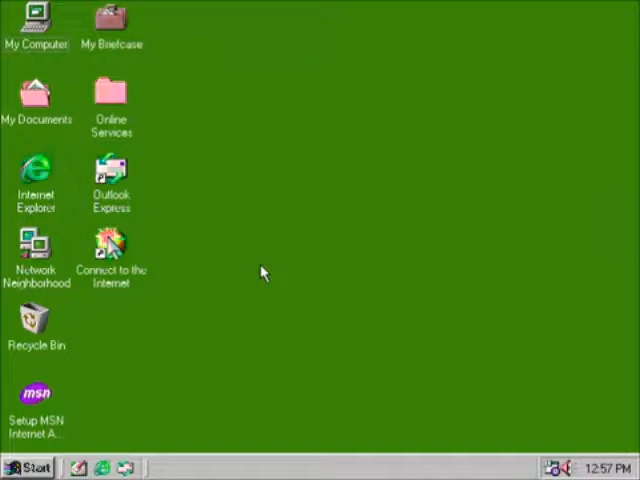 My Computer
My Briefcase
My Documents
Online
Services
Internet
Explorer
Outlook
Express
Network
Neighborhood
Connect to the
Internet
Recycle Bin
msn
Setup MSN
Internet A...
Start
12:57 PM